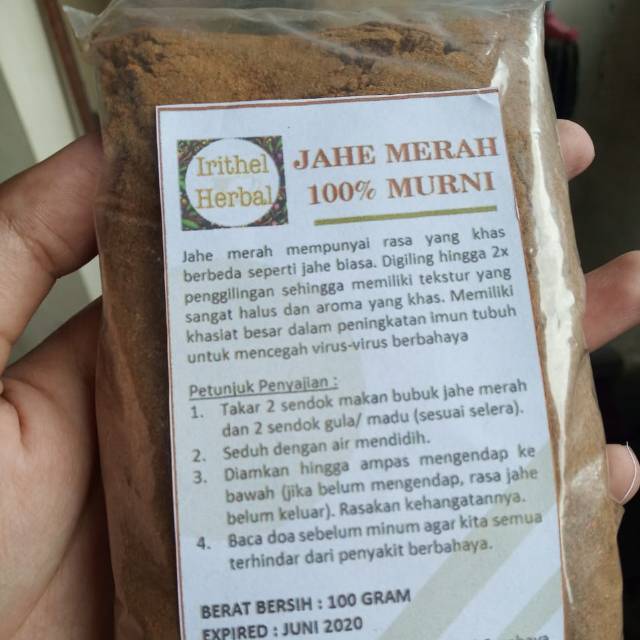 Irithel
Herbal
JAHE MERAH
100% MURNI
Jahe merah mempunyai rasa yang khas
berbeda seperti jahe biasa. Digiling hingga 2x
penggilingan sehingga memiliki tekstur yang
sangat halus dan aroma yang khas. Memiliki
khasiat besar dalam peningkatan imun tubuh
untuk mencegah virus-virus berbahaya
Petunjuk Penyajian :
1. Takar 2 sendok makan bubuk jahe merah
dan 2 sendok gula/ madu (sesuai selera).
2. Seduh dengan air mendidih.
3. Diamkan hingga ampas mengendap ke
bawah (jika belum mengendap, rasa jahe
belum keluar). Rasakan kehangatannya.
4. Baca doa sebelum minum agar kita semua
terhindar dari penyakit berbahaya.
BERAT BERSIH : 100 GRAM
EXPIRED : JUNI 2020